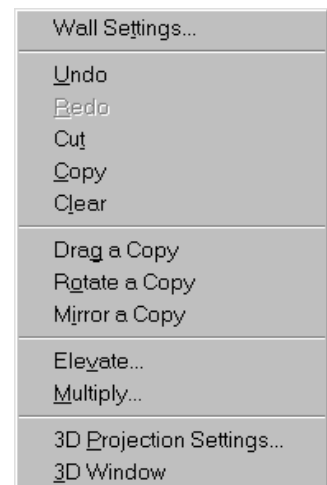 Wall Settings...
Undo
Redo
Cut
Copy
Clear
Drag a Copy
Rotate a Copy
Mirror a Copy
Elevate...
Multiply...
3D Projection Settings...
3D Window